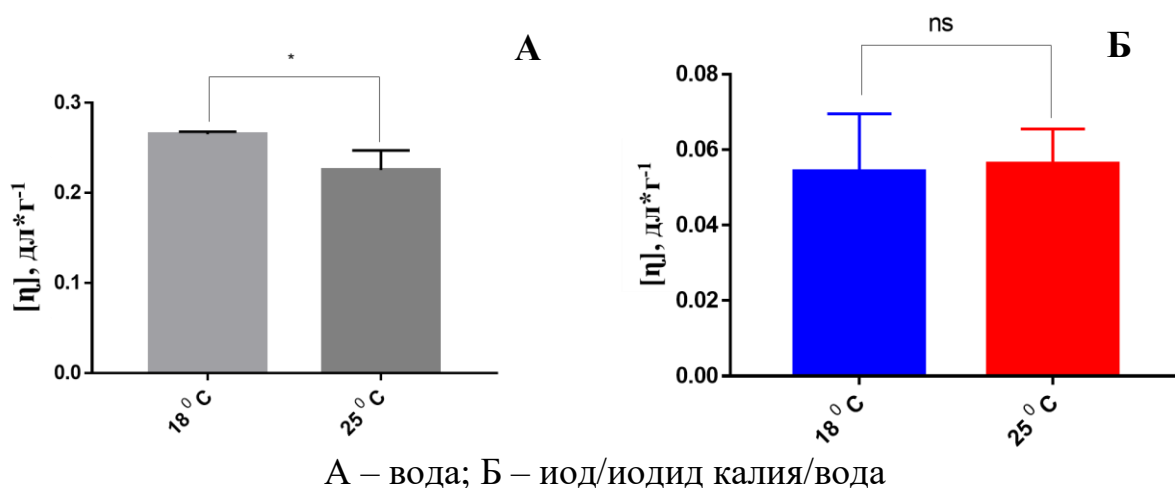 А
*
0.3
0.2
0.1
0.0
[η], дл*г⁻¹
18 ⁰ C
25 ⁰ C
Б
ns
0.08
0.06
0.04
0.02
0.00
[η], дл*г⁻¹
18 ⁰ C
25 ⁰ C
А – вода; Б – иод/иодид калия/вода